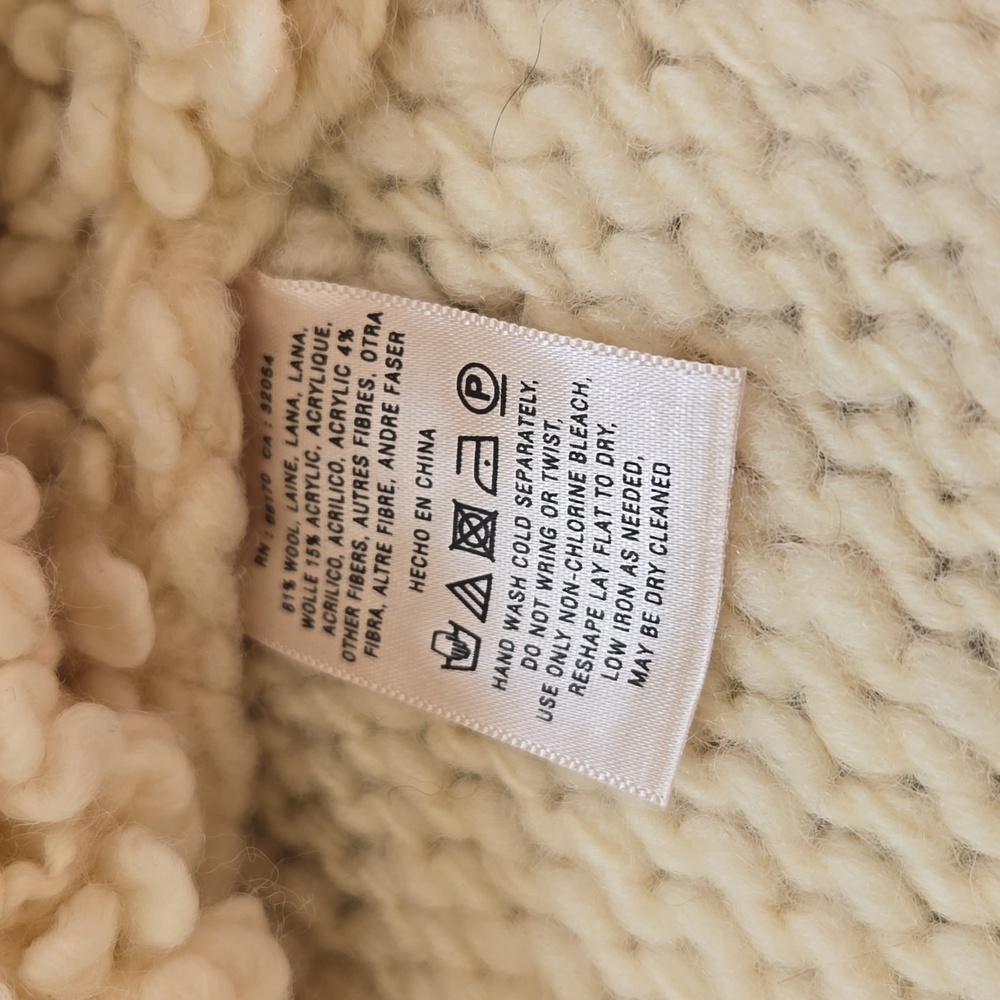 CA : 32054
81% WOOL, LAINE, LANA, LANA,
WOLLE 15% ACRYLIC, ACRYLIQUE,
ACRILICO, ACRILICO, ACRYLIC 4%
OTHER FIBERS, AUTRES FIBRES, OTRA
FIBRA, ALTRE FIBRE, ANDRE FASER
HECHO EN CHINA
P
HAND WASH COLD SEPARATELY,
DO NOT WRING OR TWIST,
USE ONLY NON-CHLORINE BLEACH,
RESHAPE LAY FLAT TO DRY,
LOW IRON AS NEEDED,
MAY BE DRY CLEANED